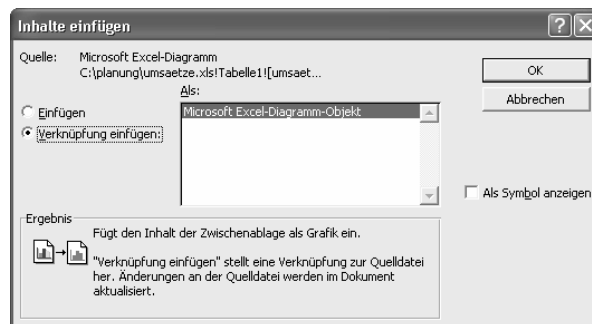 Inhalte einfügen
Quelle: Microsoft Excel-Diagramm
C:\planung\umsaetze.xls!Tabelle1![umsaet...
Als:
Einfügen
Verknüpfung einfügen:
Microsoft Excel-Diagramm-Objekt
OK
Abbrechen
Als Symbol anzeigen
Ergebnis
Fügt den Inhalt der Zwischenablage als Grafik ein.
"Verknüpfung einfügen" stellt eine Verknüpfung zur Quelldatei
her. Änderungen an der Quelldatei werden im Dokument
aktualisiert.